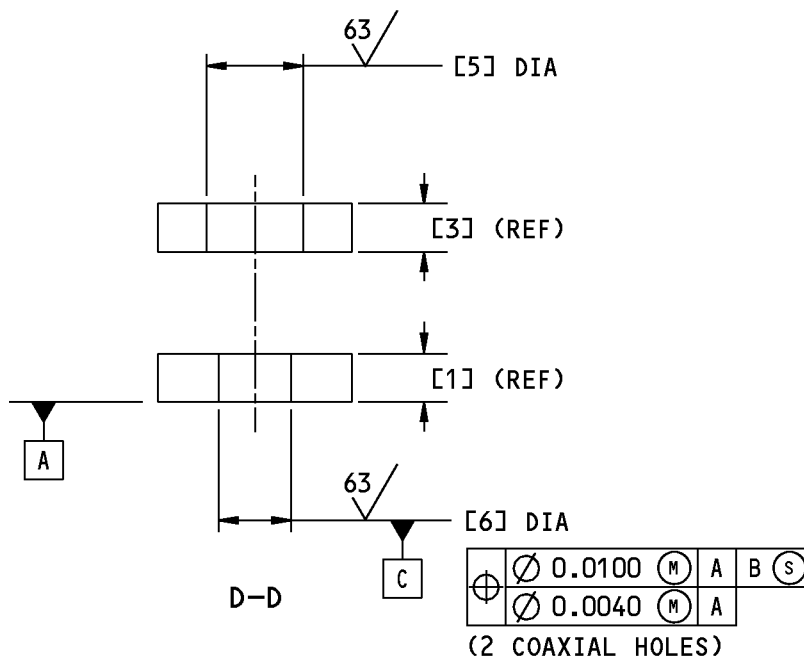 63
[5] DIA
[3] (REF)
[1] (REF)
A
63
[6] DIA
C
D-D
⌖ ∅ 0.0100 Ⓜ A B Ⓢ
∅ 0.0040 Ⓜ A
(2 COAXIAL HOLES)